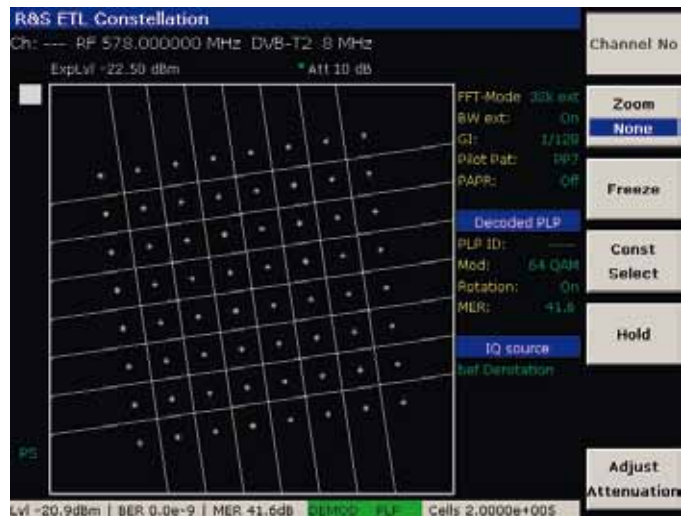 R&S ETL Constellation
Ch: --- RF 578.000000 MHz DVB-T2 8 MHz
ExpLvl -22.50 dBm * Att 10 dB
FFT-Mode 32k ext
BW ext: On
GI: 1/128
Pilot Pat: PP7
PAPR: Off
Decoded PLP
PLP ID: ----
Mod: 64 QAM
Rotation: On
MER: 41.6
IQ source
bef Derotation
PS
Lvl -20.9dBm | BER 0.0e-9 | MER 41.6dB DEMOD PLP Cells 2.0000e+005
Channel No
Zoom
None
Freeze
Const
Select
Hold
Adjust
Attenuation